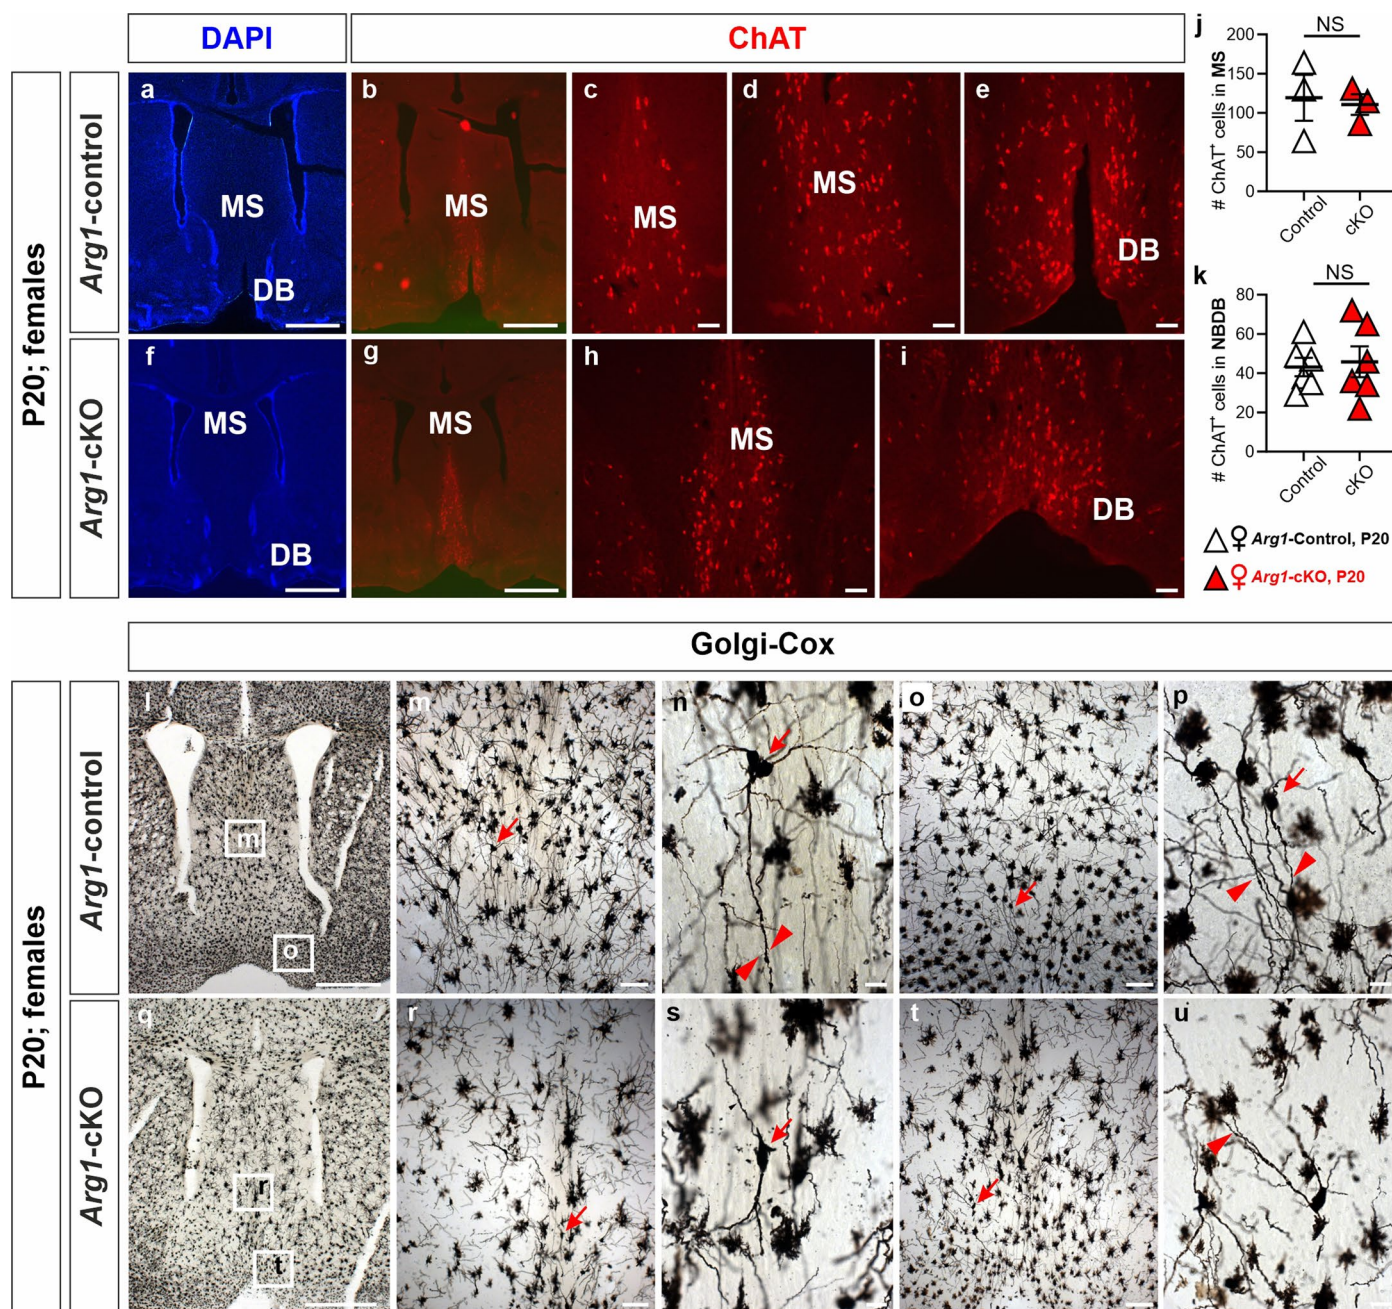 DAPI
ChAT
P20; females
Arg1-control
a
MS
DB
b
MS
c
MS
d
MS
e
DB
Arg1-cKO
f
MS
DB
g
MS
h
MS
i
DB
j
NS
200
150
100
50
0
# ChAT+ cells in MS
Control
cKO
k
NS
80
60
40
20
0
# ChAT+ cells in NBDB
Control
cKO
♀ Arg1-Control, P20
♀ Arg1-cKO, P20
Golgi-Cox
P20; females
Arg1-control
l
m
o
m
n
o
p
Arg1-cKO
q
r
t
r
s
t
u